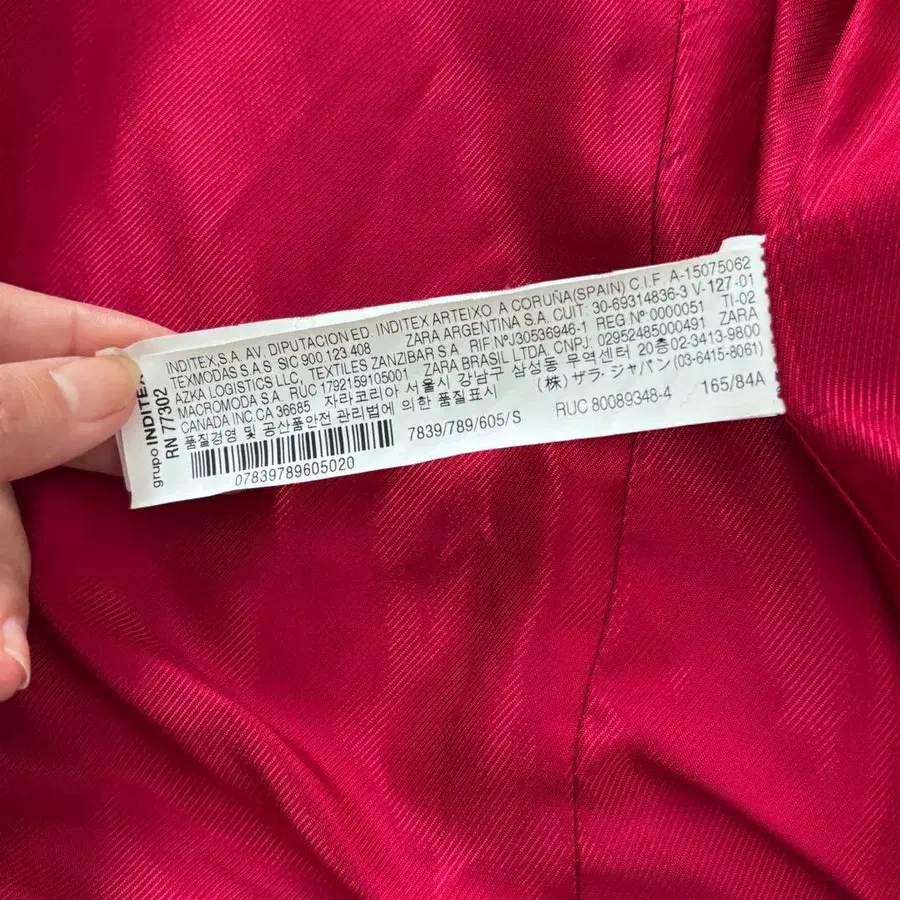 grupo INDITEX
RN 77302
INDITEX S.A. AV. DIPUTACION ED. INDITEX ARTEIXO A CORUÑA(SPAIN) C.I.F. A-15075062
TEXMODAS S.A.S SIC 900.123.408 ZARA ARGENTINA S.A. CUIT: 30-69314836-3 V-127-01
AZKA LOGISTICS LLC, TEXTILES ZANZIBAR S.A. RIF:NºJ30536946-1 REG Nº 0000051 TI-02
MACROMODA S.A. RUC 1792159105001 ZARA BRASIL LTDA, CNPJ: 02952485000491 ZARA
CANADA INC.CA 36685 자라코리아 서울시 강남구 삼성동 무역센터 20층 02-3413-9800
품질경영 및 공산품안전 관리법에 의한 품질표시 (株) ザラ・ジャパン (03-6415-8061)
7839/789/605/S RUC 80089348-4 165/84A
07839789605020